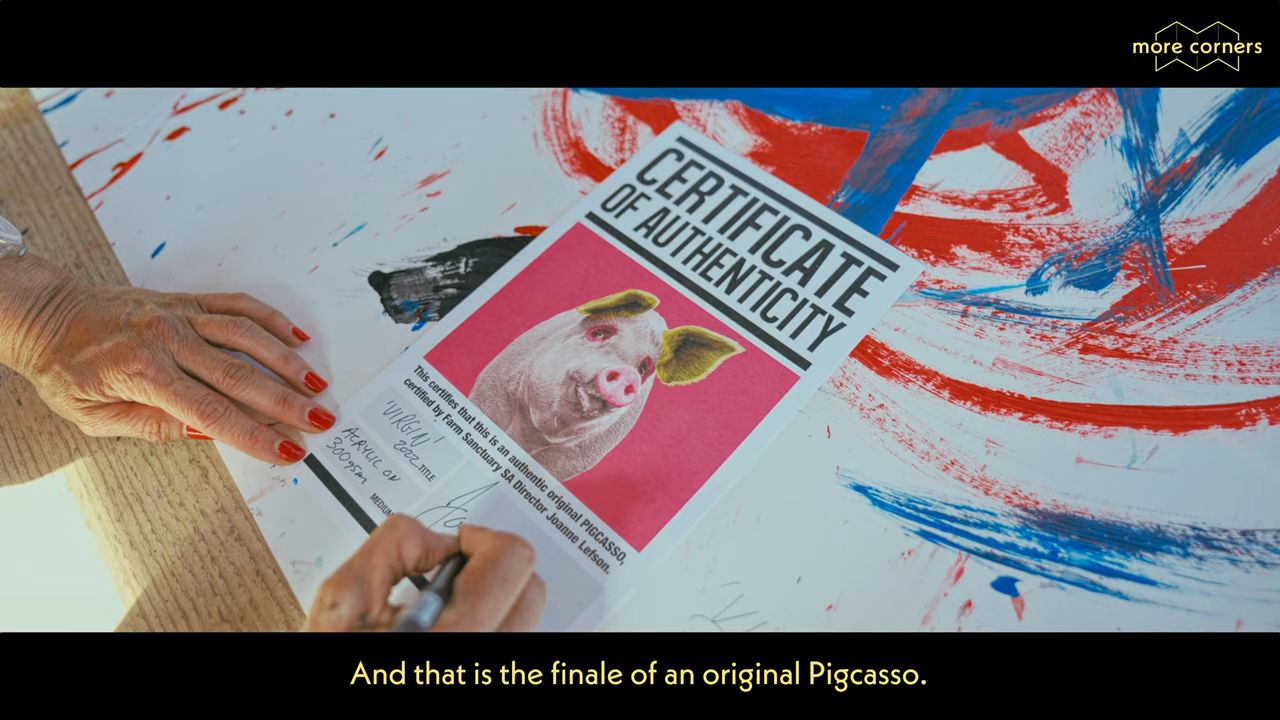 more corners
CERTIFICATE
OF AUTHENTICITY
This certifies that this is an authentic original PIGCASSO,
certified by Farm Sanctuary SA Director Joanne Lefson.
'VIRGIN'
2022
TITLE
ACRYLIC ON
300gsm
MEDIUM
And that is the finale of an original Pigcasso.